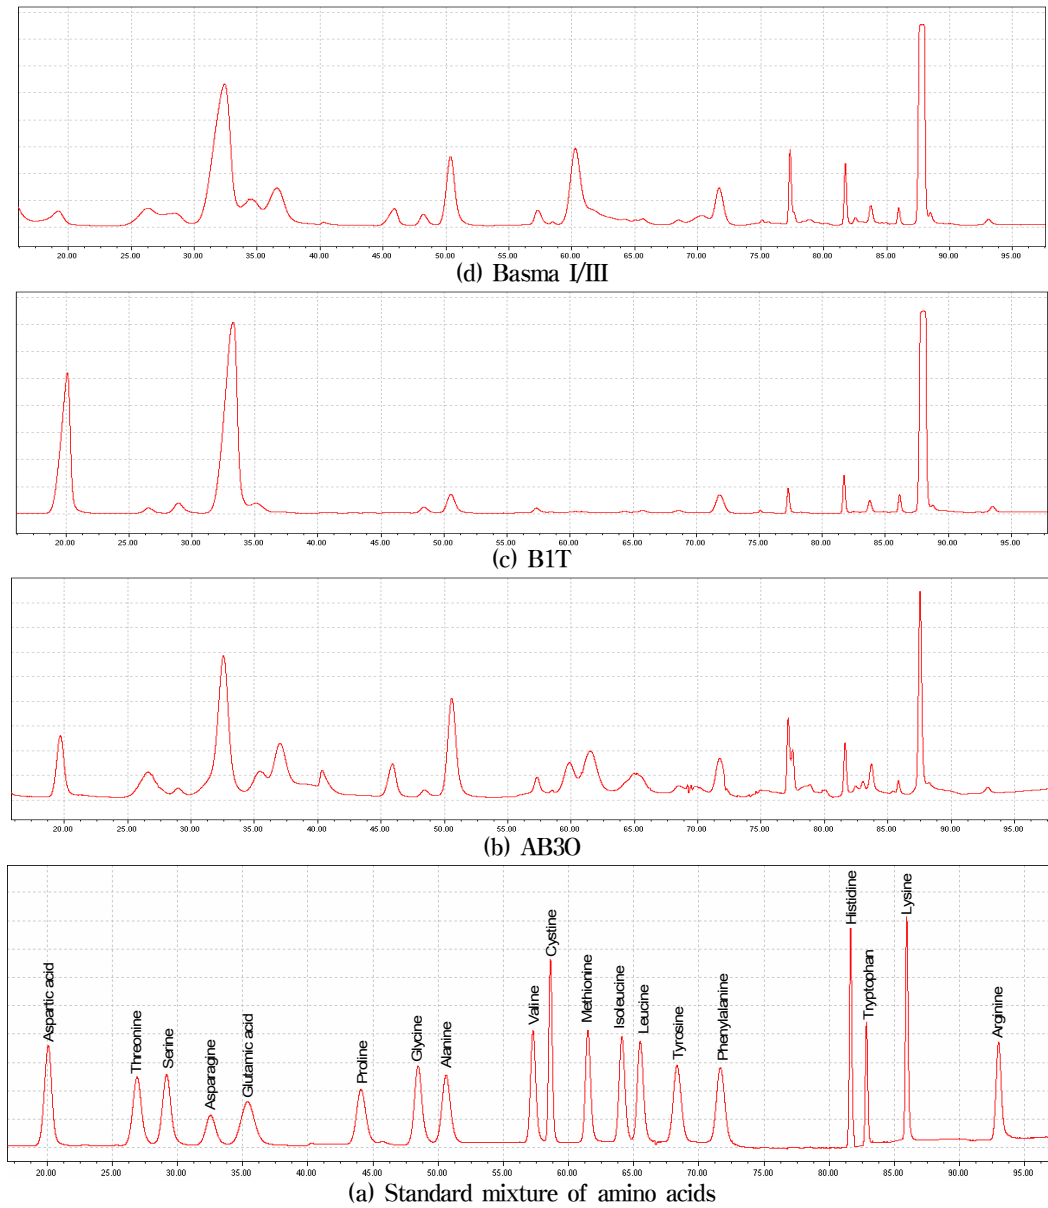 20.00 25.00 30.00 35.00 40.00 45.00 50.00 55.00 60.00 65.00 70.00 75.00 80.00 85.00 90.00 95.00
(d) Basma I/III
20.00 25.00 30.00 35.00 40.00 45.00 50.00 55.00 60.00 65.00 70.00 75.00 80.00 85.00 90.00 95.00
(c) B1T
20.00 25.00 30.00 35.00 40.00 45.00 50.00 55.00 60.00 65.00 70.00 75.00 80.00 85.00 90.00 95.00
(b) AB3O
Aspartic acid
Threonine
Serine
Asparagine
Glutamic acid
Proline
Glycine
Alanine
Valine
Cystine
Methionine
Isoleucine
Leucine
Tyrosine
Phenylalanine
Histidine
Tryptophan
Lysine
Arginine
20.00 25.00 30.00 35.00 40.00 45.00 50.00 55.00 60.00 65.00 70.00 75.00 80.00 85.00 90.00 95.00
(a) Standard mixture of amino acids